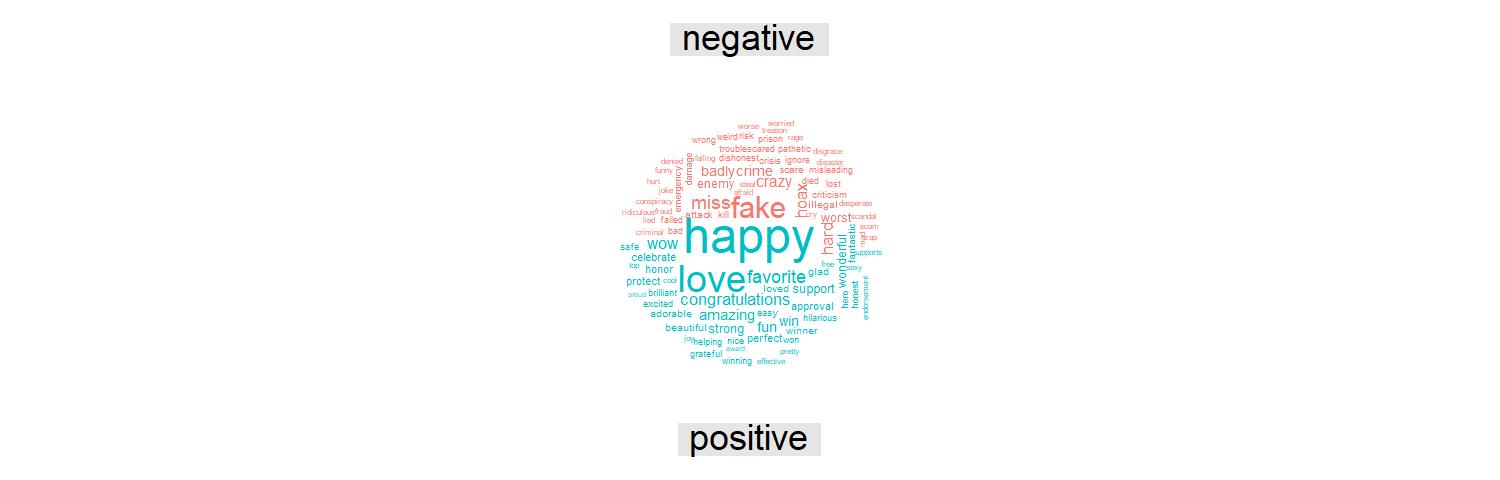 negative
worse worried
treason
wrong weird risk prison rage
trouble scared pathetic disgrace
denied falling dishonest crisis ignore disaster
funny damage badly crime scare misleading
hurt emergency enemy steal crazy died lost
joke afraid hoax criticism
conspiracy miss fake illegal desperate
ridiculous fraud attack kill cry worst scandal
lied failed scam
criminal bad happy hard mad trap
safe wow wonderful fantastic supports
celebrate
top honor love favorite glad free sexy
protect cool loved support hero honest endorsement
proud brilliant congratulations
excited approval
adorable amazing easy win hilarious
beautiful strong fun winner
joy helping nice perfect won
grateful award pretty
winning effective
positive